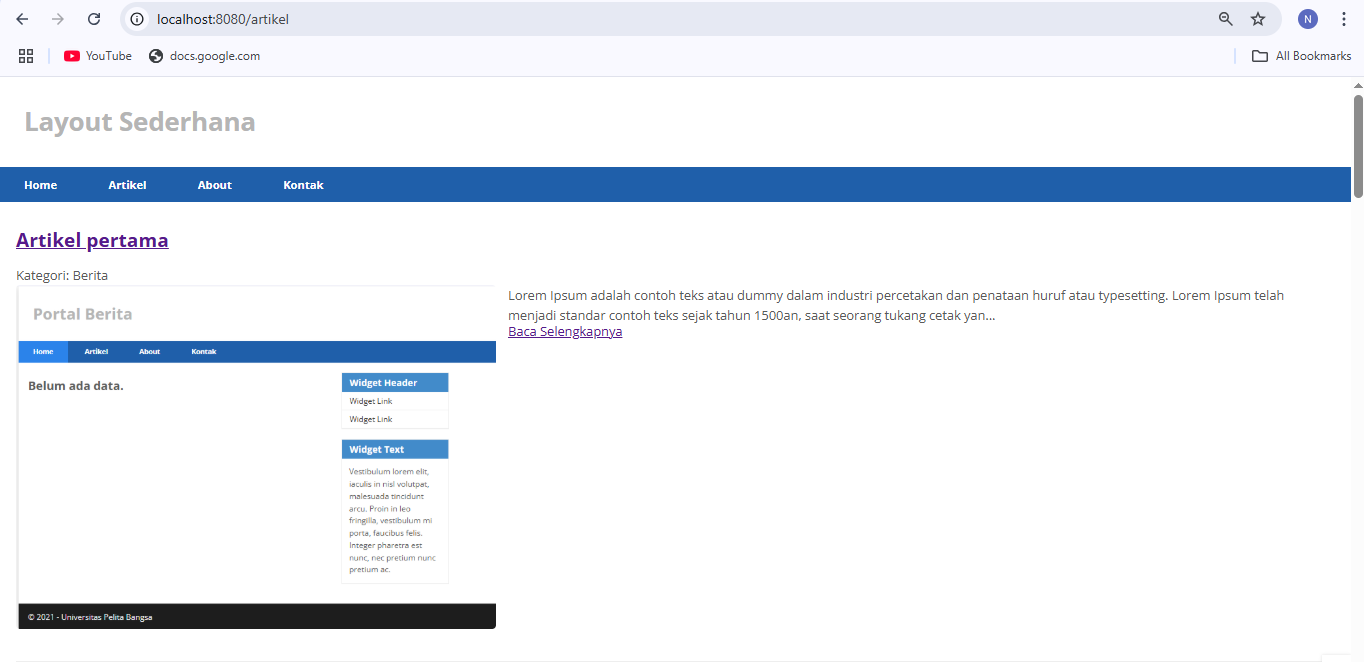 localhost:8080/artikel
N
YouTube
docs.google.com
All Bookmarks
Layout Sederhana
Home Artikel About Kontak
Artikel pertama
Kategori: Berita
Lorem Ipsum adalah contoh teks atau dummy dalam industri percetakan dan penataan huruf atau typesetting. Lorem Ipsum telah
menjadi standar contoh teks sejak tahun 1500an, saat seorang tukang cetak yan...
Baca Selengkapnya
Portal Berita
Home Artikel About Kontak
Belum ada data.
Widget Header
Widget Link
Widget Link
Widget Text
Vestibulum lorem elit,
iaculis in nisl volutpat,
malesuada tincidunt
arcu. Proin in leo
fringilla, vestibulum mi
porta, faucibus felis.
Integer pharetra est
nunc, nec pretium nunc
pretium ac.
© 2021 - Universitas Pelita Bangsa